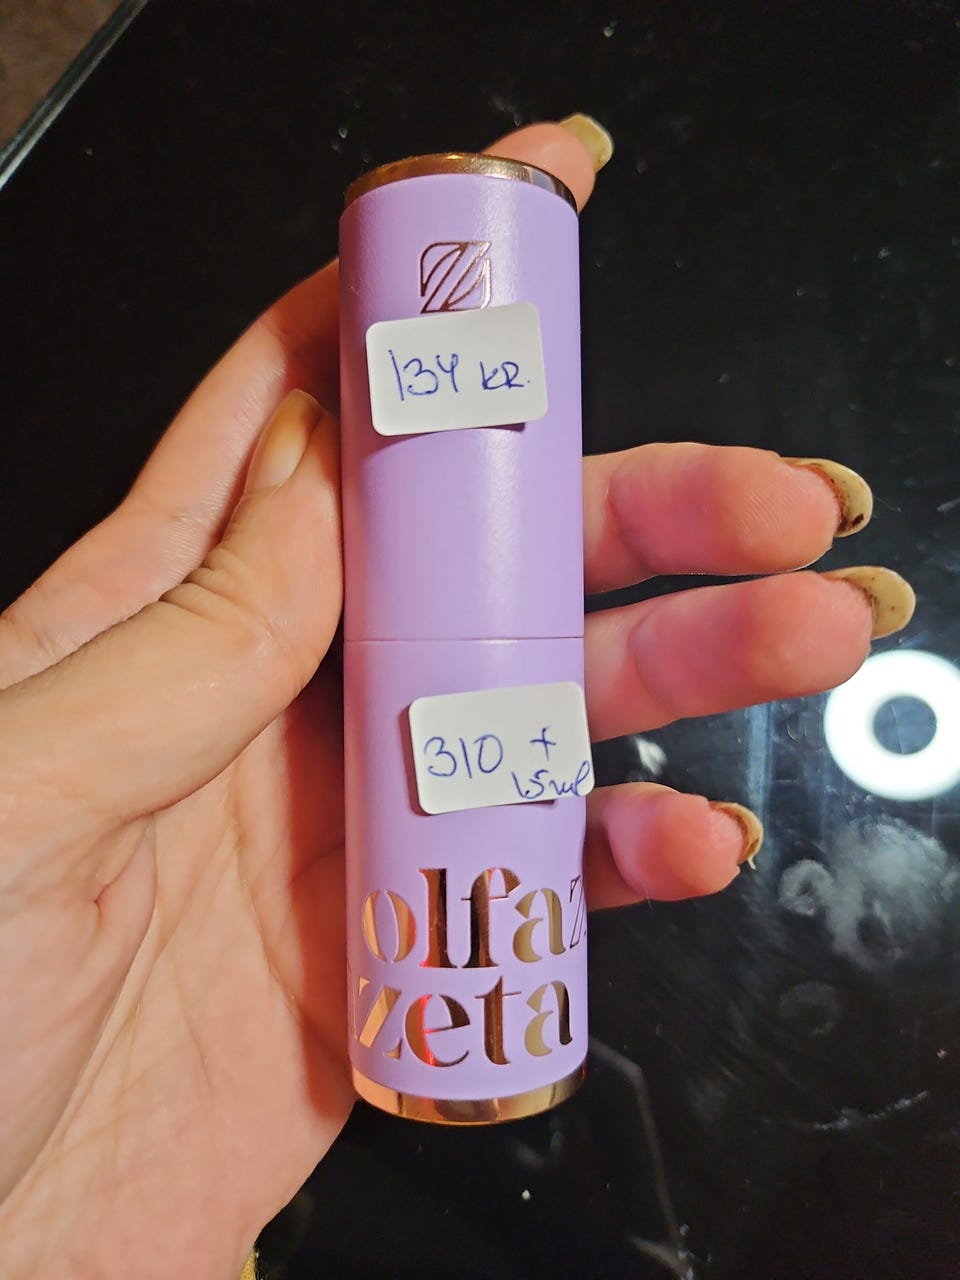 134 KR.
310 +
15ml
olfaz
zeta